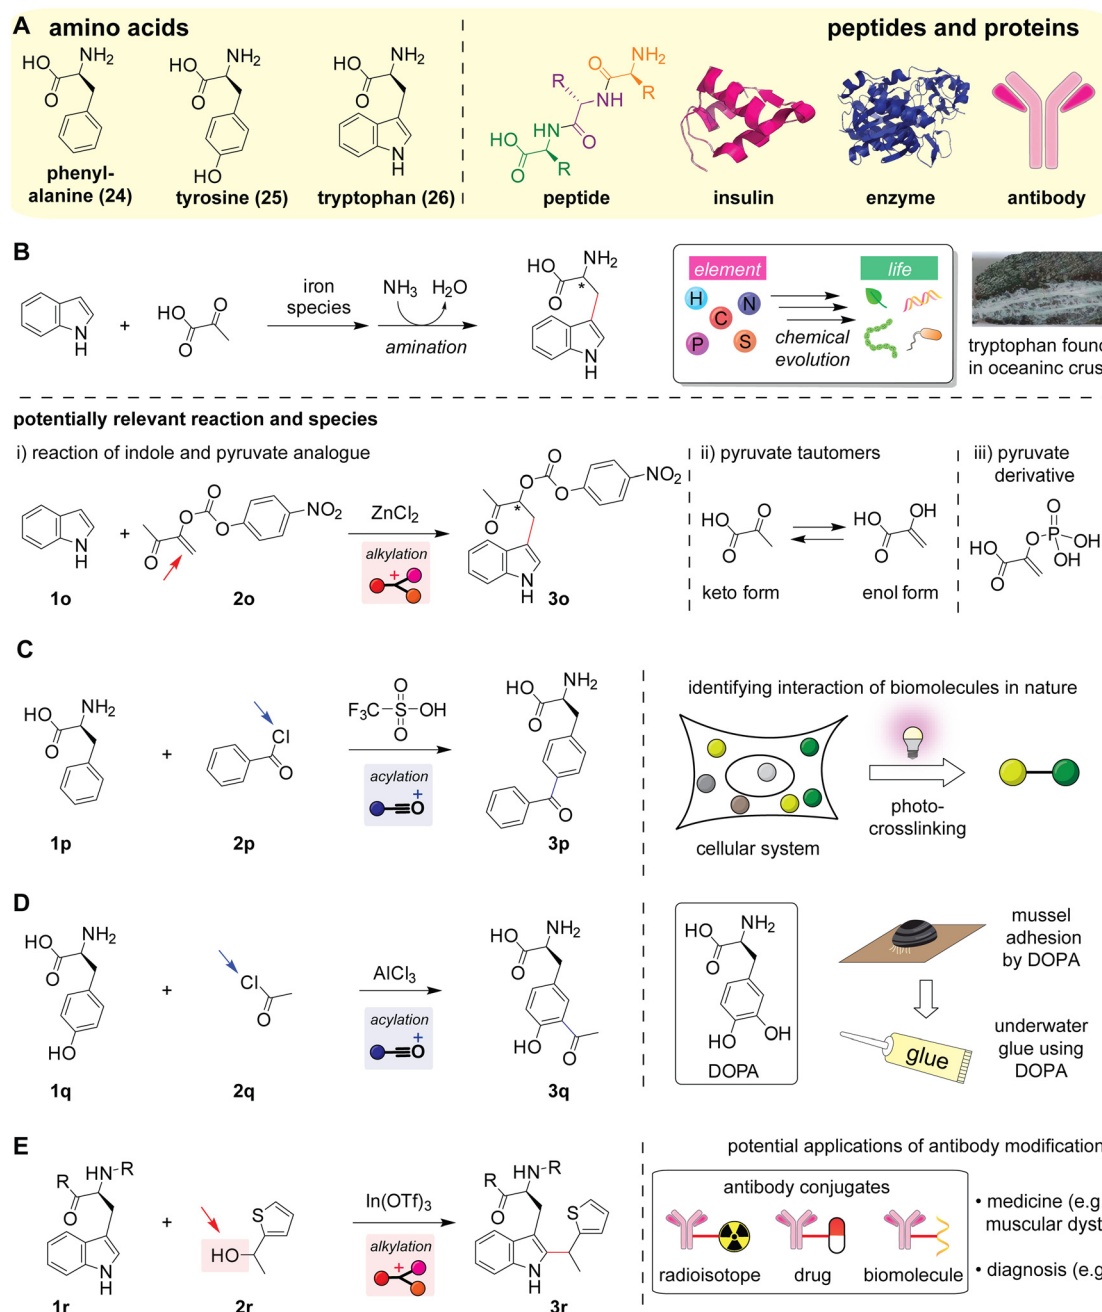 A amino acids
peptides and proteins
HO NH2 O
HO NH2 O
HO NH2 O
HO
N H
phenyl-
alanine (24)
tyrosine (25)
tryptophan (26)
NH2 O R
R NH O
HN O HO R
peptide
insulin
enzyme
antibody
B
N H
+
HO O O
iron
species
NH3 H2O
amination
NH2 HO O *
N H
element
life
H N C P S
chemical
evolution
tryptophan found
in oceaninc crus
potentially relevant reaction and species
i) reaction of indole and pyruvate analogue
N H
+
O O O O NO2
ZnCl2
alkylation
+
O O O O NO2 *
N H
1o
2o
3o
ii) pyruvate tautomers
HO O O
HO OH O
keto form
enol form
iii) pyruvate
derivative
O O P OH OH HO O
C
HO NH2 O
+
Cl O
O F3C S OH O
acylation
+ O
HO NH2 O
O
1p
2p
3p
identifying interaction of biomolecules in nature
cellular system
photo-
crosslinking
D
HO NH2 O
HO
+
Cl O
AlCl3
acylation
+ O
HO NH2 O
HO O
1q
2q
3q
NH2 HO O
HO OH
DOPA
mussel
adhesion
by DOPA
glue
underwater
glue using
DOPA
E
R HN R O
N H
+
S HO
In(OTf)3
alkylation
+
R HN R O
S N H
1r
2r
3r
potential applications of antibody modification
antibody conjugates
radioisotope
drug
biomolecule
• medicine (e.g
muscular dyst
• diagnosis (e.g